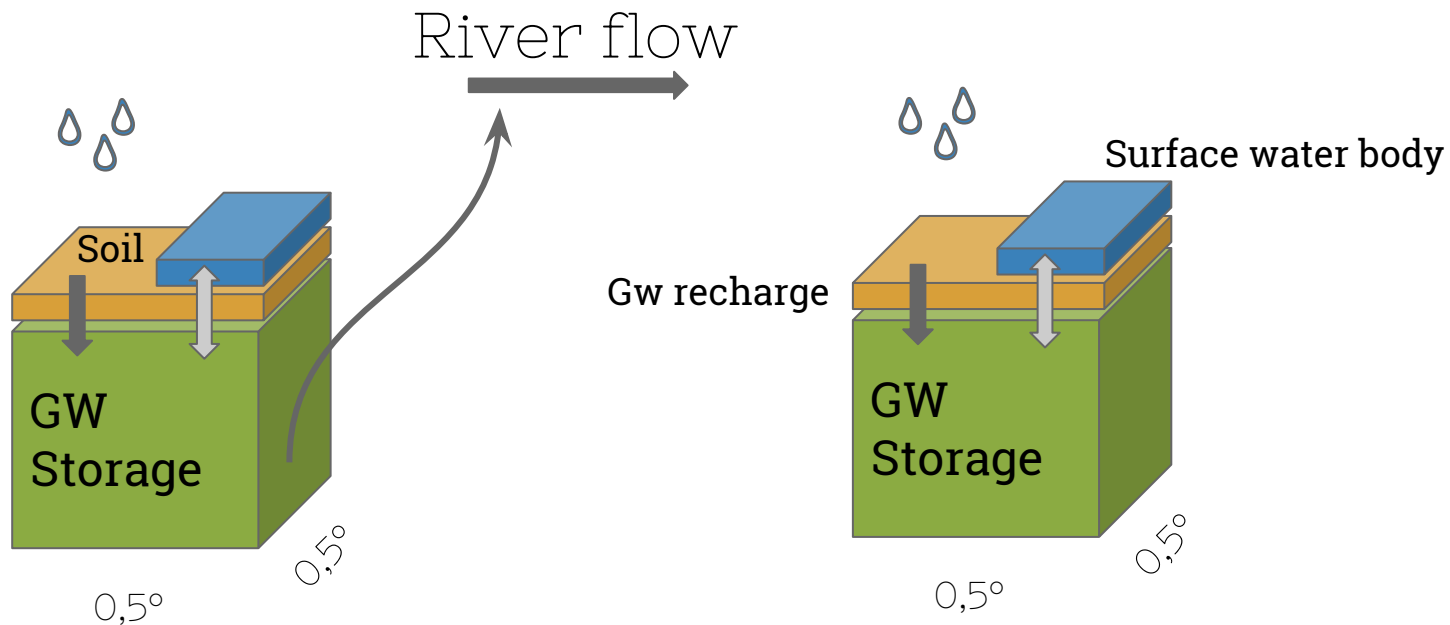 River flow
Surface water body
Soil
Gw recharge
GW
Storage
GW
Storage
0,5°
0,5°
0,5°
0,5°